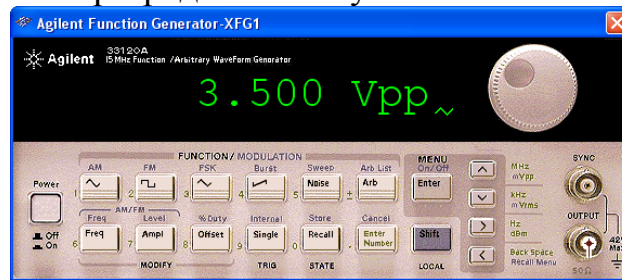 Agilent Function Generator-XFG1
Agilent 33120A
15 MHz Function / Arbitrary Waveform Generator
3.500 Vpp
FUNCTION / MODULATION
AM FM FSK Burst Sweep Arb List
MENU
On/Off
SYNC
Power
1 2 3 4 5 Noise ± Arb
Enter
MHz
mVpp
kHz
mVrms
AM/FM
Freq Level % Duty Internal Store Cancel
Hz
dBm
OUTPUT
Off
On
6 Freq 7 Ampl 8 Offset 9 Single 0 Recall . Enter
Number
Shift
Back Space
Recall Menu
42V
Max
MODIFY TRIG STATE LOCAL
50Ω